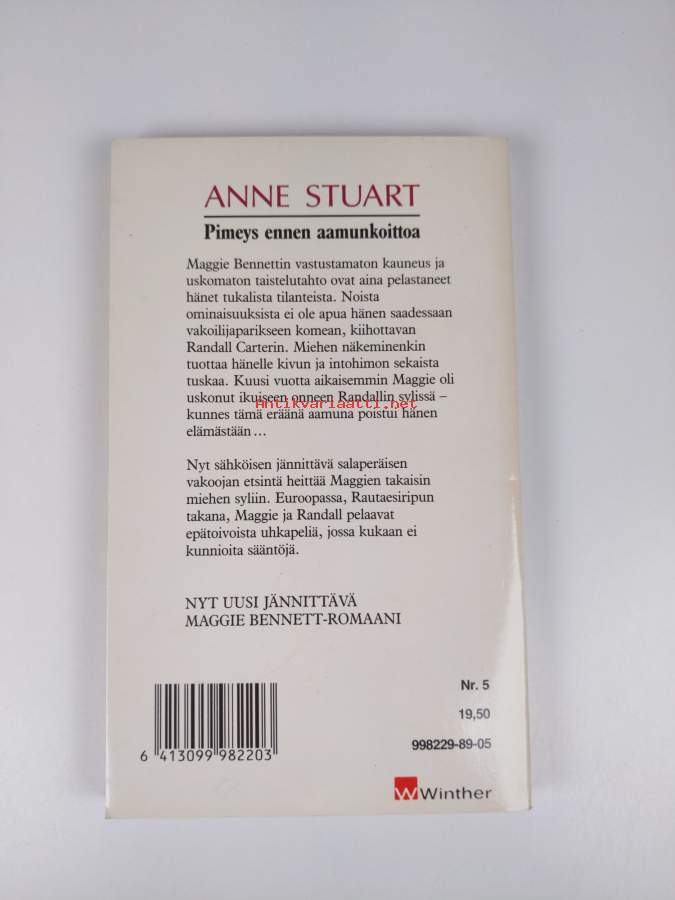 ANNE STUART
Pimeys ennen aamunkoittoa
Maggie Bennettin vastustamaton kauneus ja
uskomaton taistelutahto ovat aina pelastaneet
hänet tukalista tilanteista. Noista
ominaisuuksista ei ole apua hänen saadessaan
vakoilijaparikseen komean, kiihottavan
Randall Carterin. Miehen näkeminenkin
tuottaa hänelle kivun ja intohimon sekaista
tuskaa. Kuusi vuotta aikaisemmin Maggie oli
uskonut ikuiseen onneen Randallin sylissä –
Antikvariaatti.net
kunnes tämä eräänä aamuna poistui hänen
elämästään ...
Nyt sähköisen jännittävä salaperäisen
vakoojan etsintä heittää Maggien takaisin
miehen syliin. Euroopassa, Rautaesiripun
takana, Maggie ja Randall pelaavat
epätoivoista uhkapeliä, jossa kukaan ei
kunnioita sääntöjä.
NYT UUSI JÄNNITTÄVÄ
MAGGIE BENNETT-ROMAANI
Nr. 5
19,50
998229-89-05
6 413099 982203
Winther